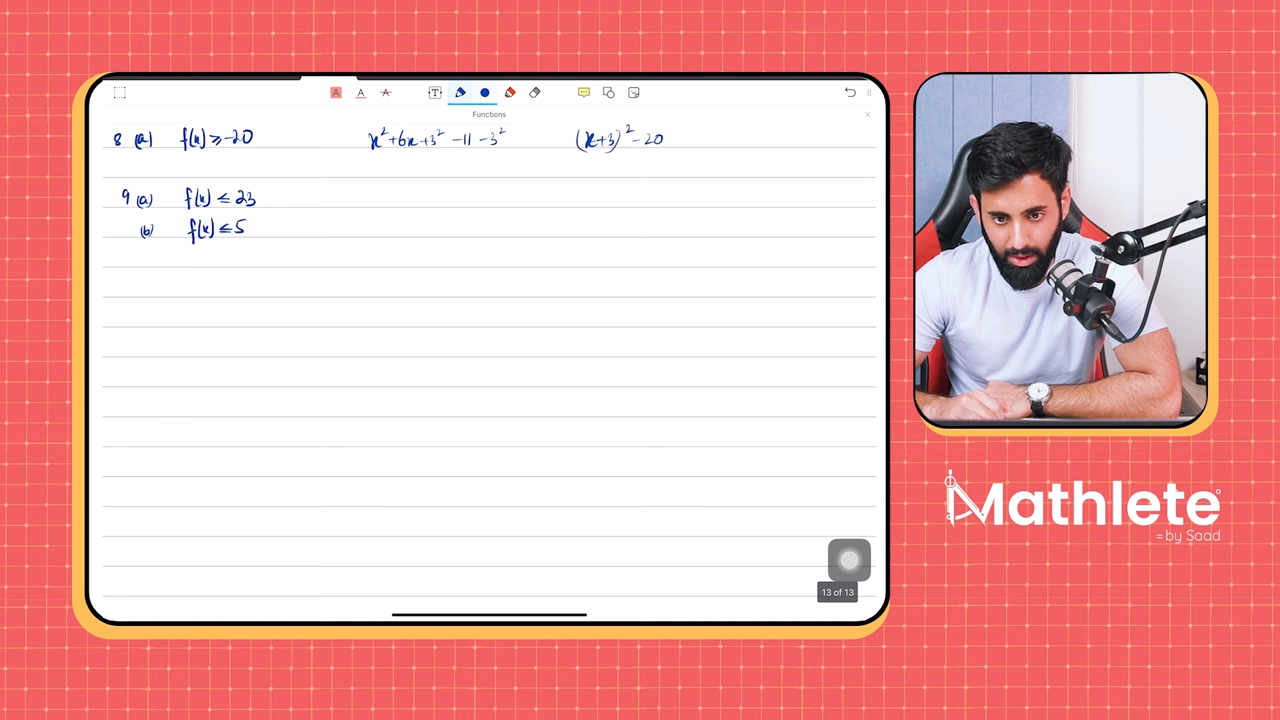 A A A T
Functions
8 (a) f(x) ≥ -20 x²+6x+3² -11 -3² (x+3)² -20
9 (a) f(x) ≤ 23
(b) f(x) ≤ 5
13 of 13
Mathlete
= by Saad